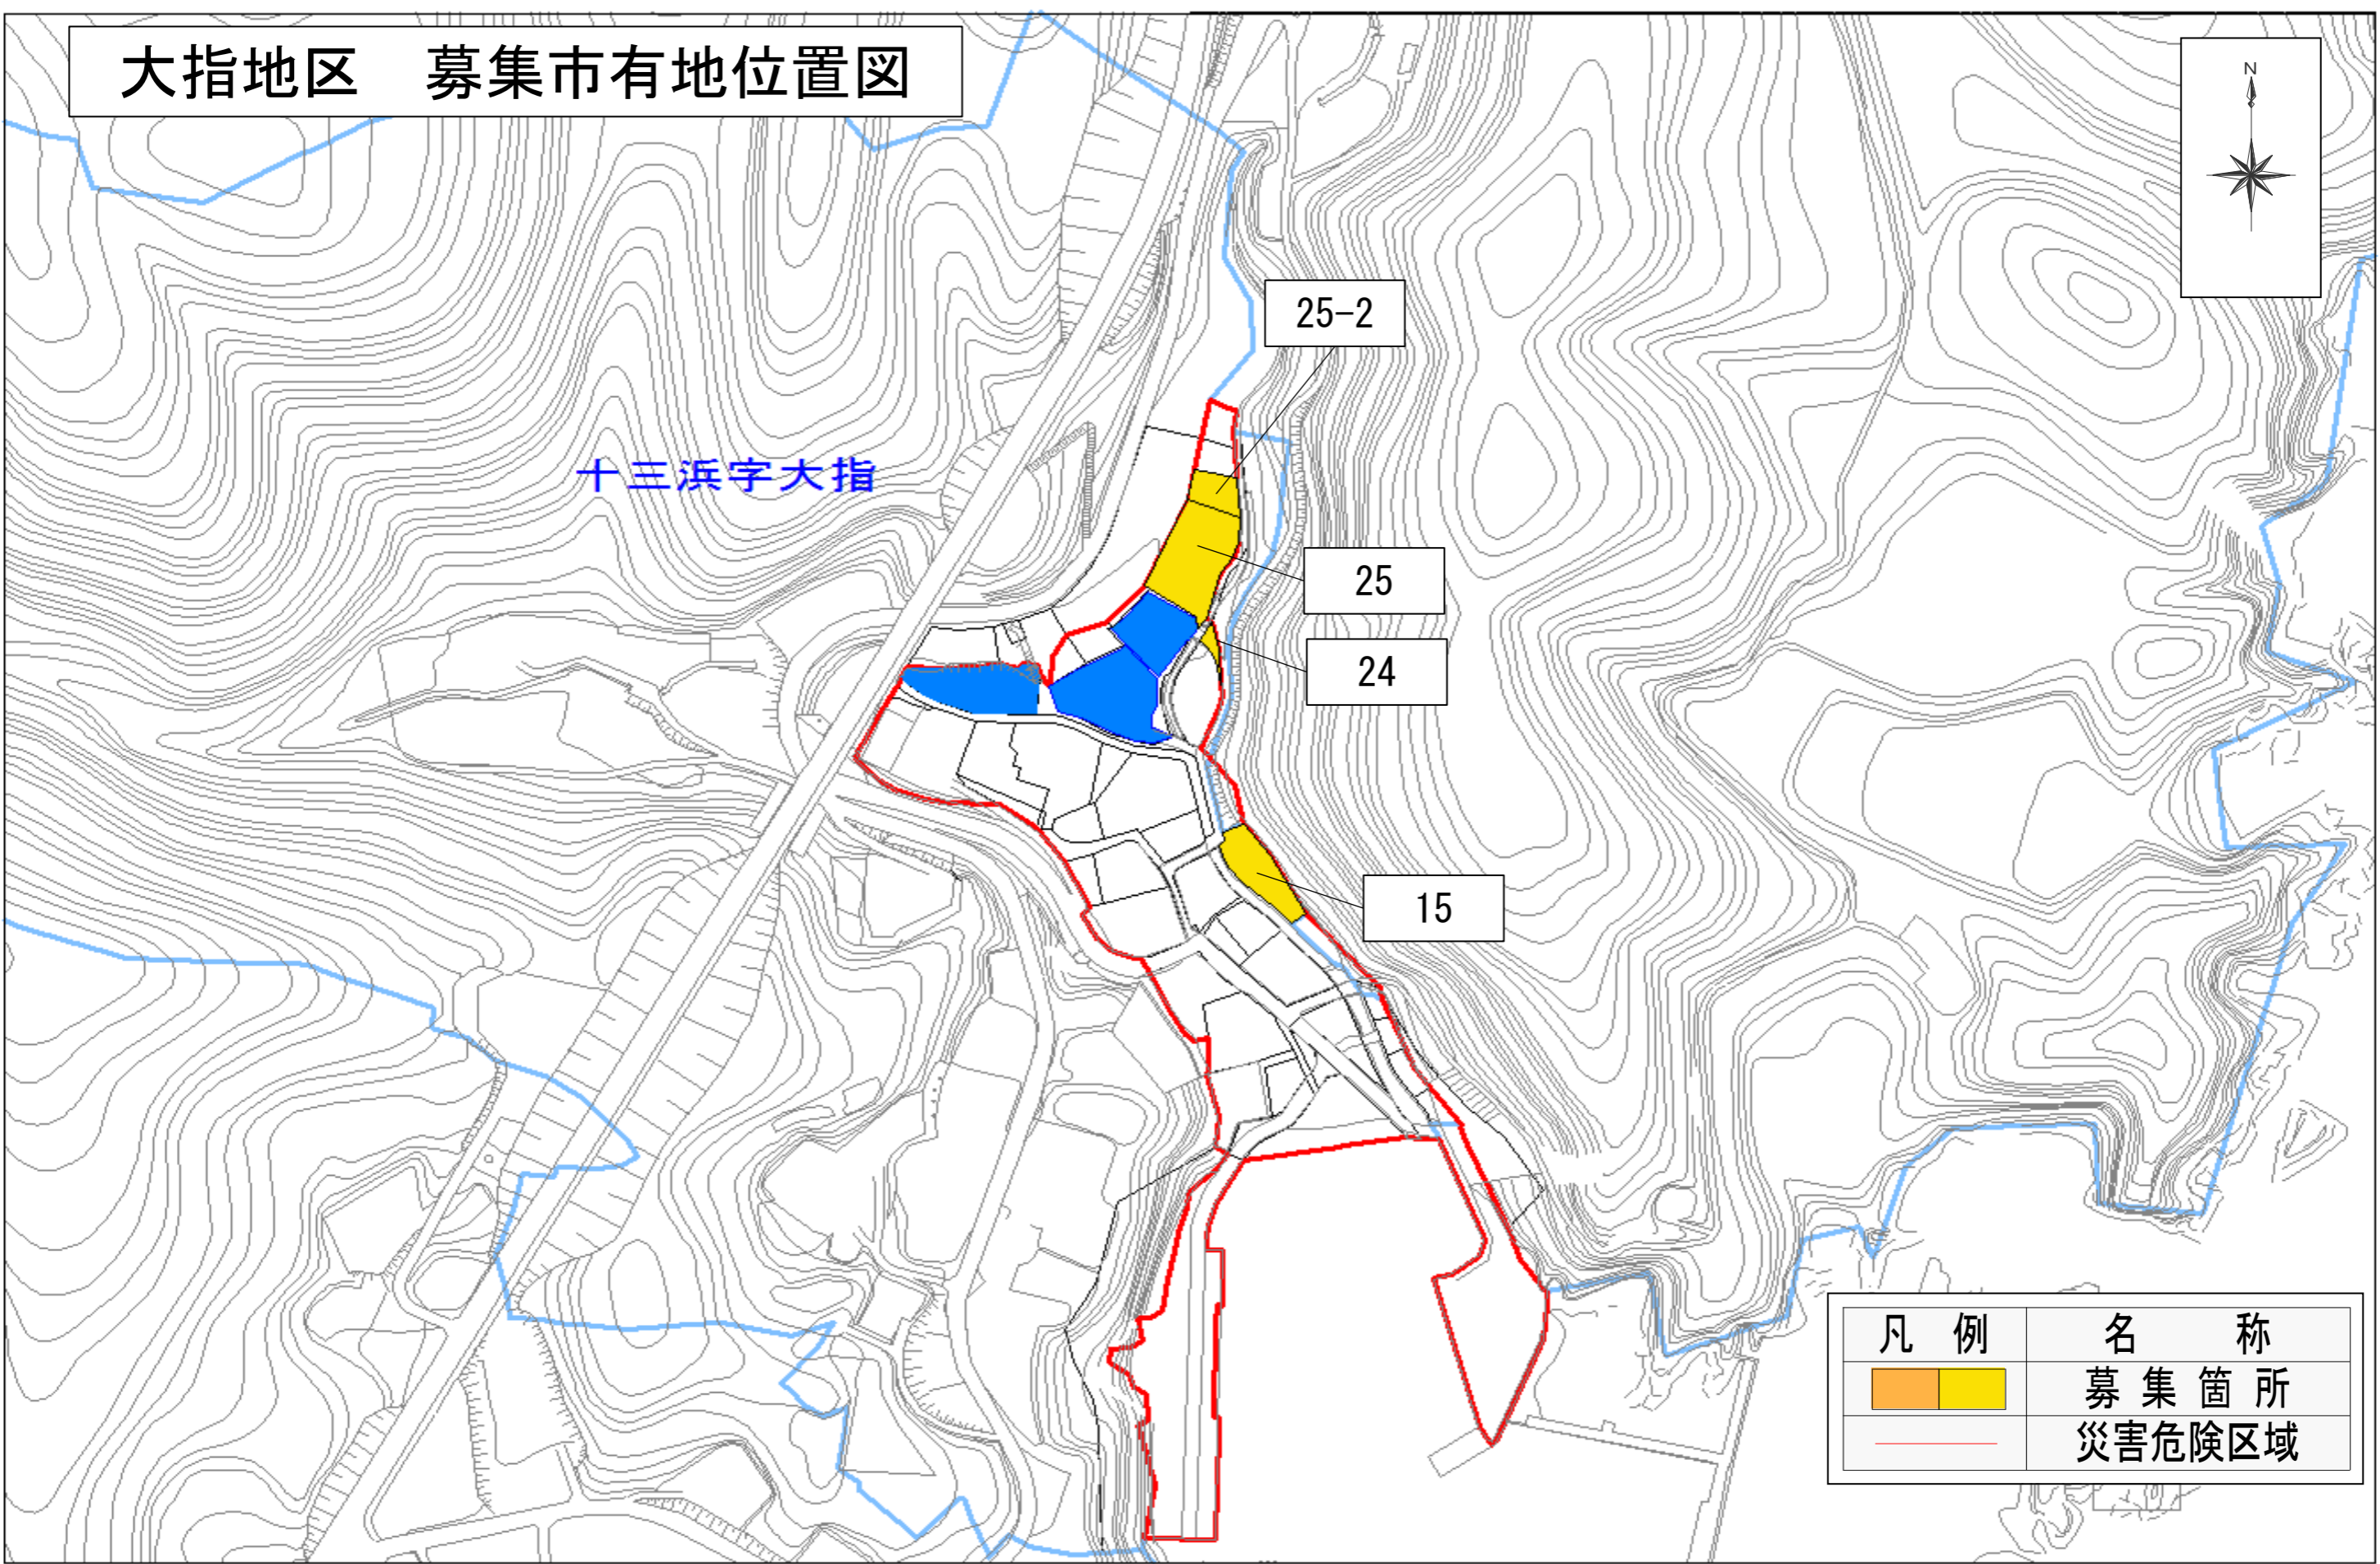 大指地区　募集市有地位置図
N
25-2
十三浜字大指
25
24
15
凡　例　名　称
募集箇所
災害危険区域